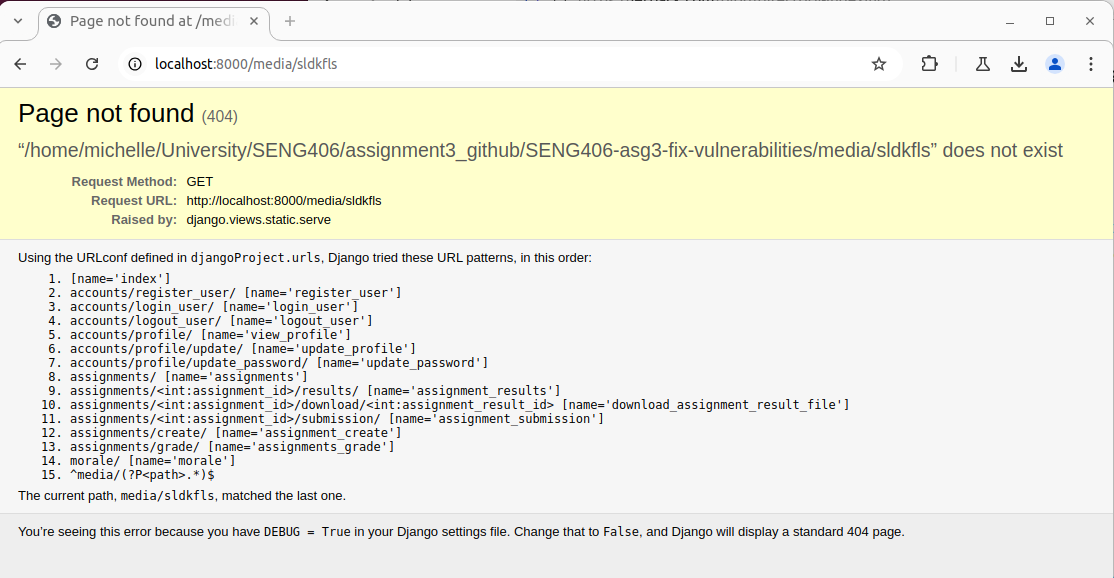 Page not found at /medi
localhost:8000/media/sldkfls
Page not found (404)
“/home/michelle/University/SENG406/assignment3_github/SENG406-asg3-fix-vulnerabilities/media/sldkfls” does not exist
Request Method: GET
Request URL: http://localhost:8000/media/sldkfls
Raised by: django.views.static.serve
Using the URLconf defined in djangoProject.urls, Django tried these URL patterns, in this order:
1. [name='index']
2. accounts/register_user/ [name='register_user']
3. accounts/login_user/ [name='login_user']
4. accounts/logout_user/ [name='logout_user']
5. accounts/profile/ [name='view_profile']
6. accounts/profile/update/ [name='update_profile']
7. accounts/profile/update_password/ [name='update_password']
8. assignments/ [name='assignments']
9. assignments/<int:assignment_id>/results/ [name='assignment_results']
10. assignments/<int:assignment_id>/download/<int:assignment_result_id> [name='download_assignment_result_file']
11. assignments/<int:assignment_id>/submission/ [name='assignment_submission']
12. assignments/create/ [name='assignment_create']
13. assignments/grade/ [name='assignments_grade']
14. morale/ [name='morale']
15. ^media/(?P<path>.*)$
The current path, media/sldkfls, matched the last one.
You’re seeing this error because you have DEBUG = True in your Django settings file. Change that to False, and Django will display a standard 404 page.